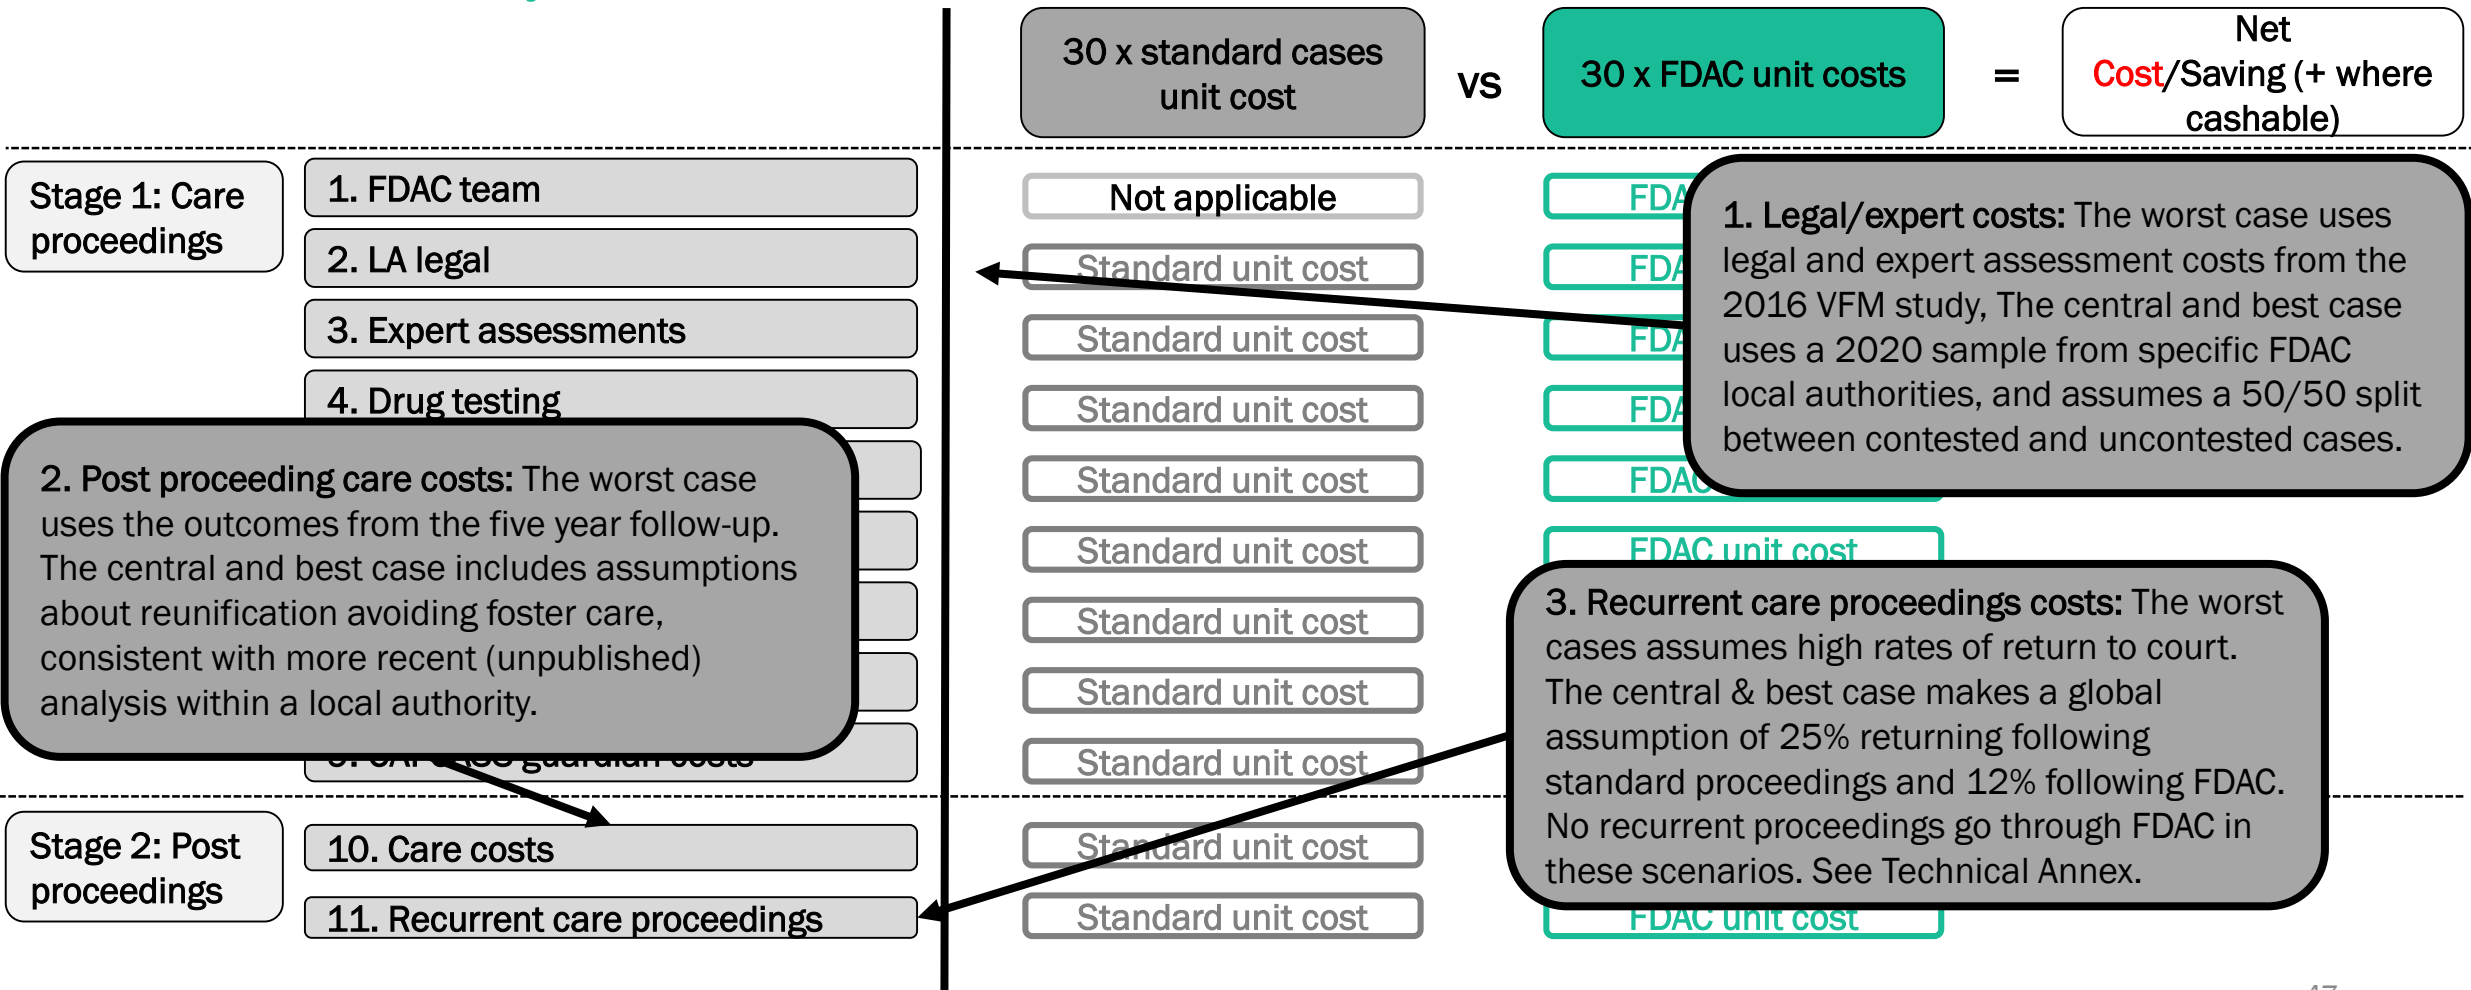 30 x standard cases
unit cost
VS
30 x FDAC unit costs
=
Net
Cost/Saving (+ where
cashable)
Stage 1: Care
proceedings
1. FDAC team
2. LA legal
3. Expert assessments
4. Drug testing
Not applicable
Standard unit cost
Standard unit cost
Standard unit cost
Standard unit cost
Standard unit cost
Standard unit cost
Standard unit cost
Standard unit cost
FDAC
FDAC unit cost
1. Legal/expert costs: The worst case uses
legal and expert assessment costs from the
2016 VFM study, The central and best case
uses a 2020 sample from specific FDAC
local authorities, and assumes a 50/50 split
between contested and uncontested cases.
2. Post proceeding care costs: The worst case
uses the outcomes from the five year follow-up.
The central and best case includes assumptions
about reunification avoiding foster care,
consistent with more recent (unpublished)
analysis within a local authority.
9. CAFCASS guardian costs
3. Recurrent care proceedings costs: The worst
cases assumes high rates of return to court.
The central & best case makes a global
assumption of 25% returning following
standard proceedings and 12% following FDAC.
No recurrent proceedings go through FDAC in
these scenarios. See Technical Annex.
Stage 2: Post
proceedings
10. Care costs
11. Recurrent care proceedings
Standard unit cost
Standard unit cost
FDAC unit cost